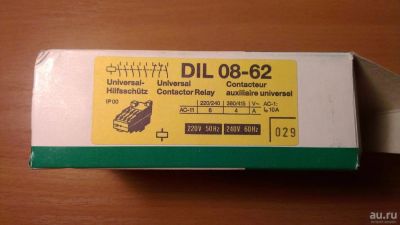 DIL 08-62
Universal-
Hilfsschütz
Universal
Contactor Relay
Contacteur
auxiliaire universel
IP00
220/240 380/415 V~ AC-1:
AC-11 6 4 A 10A
220V 50Hz 240V 60Hz
029
au.ru